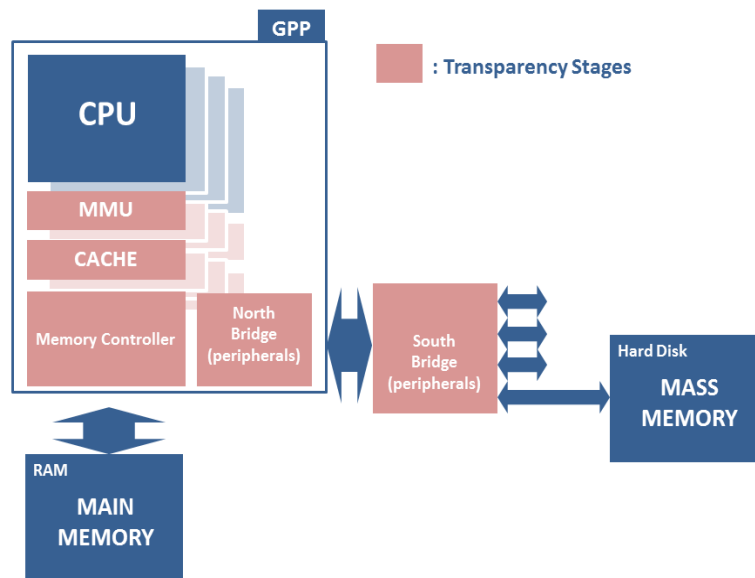 GPP
: Transparency Stages
CPU
MMU
CACHE
Memory Controller
North
Bridge
(peripherals)
South
Bridge
(peripherals)
Hard Disk
MASS
MEMORY
RAM
MAIN
MEMORY